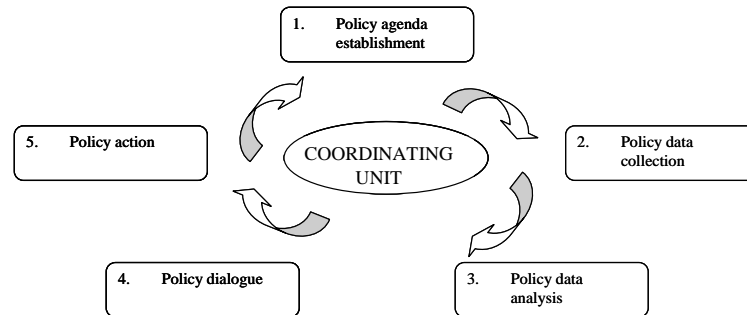 1. Policy agenda
establishment
5. Policy action
COORDINATING
UNIT
2. Policy data
collection
4. Policy dialogue
3. Policy data
analysis